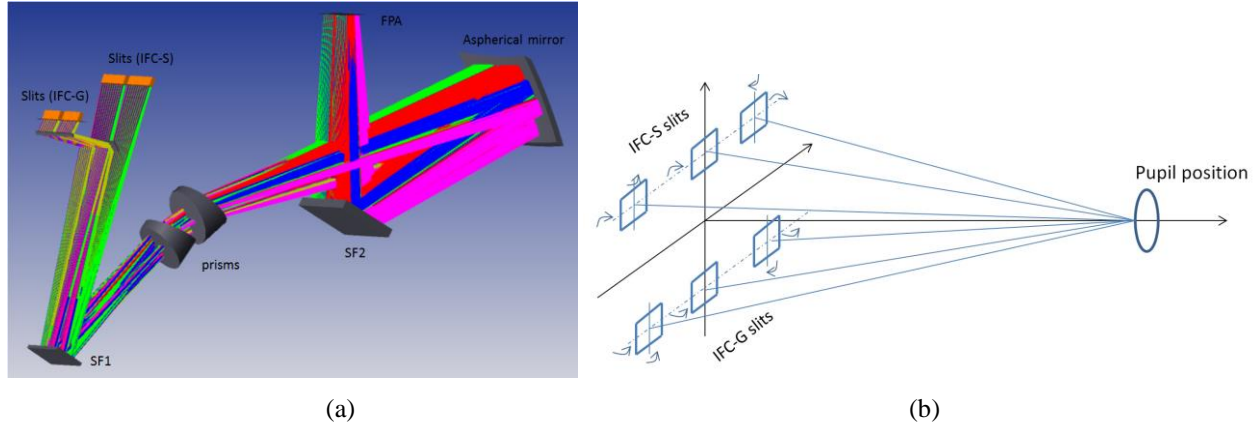 FPA
Aspherical mirror
Slits (IFC-S)
Slits (IFC-G)
prisms
SF2
SF1
IFC-S slits
Pupil position
IFC-G slits
(a)
(b)